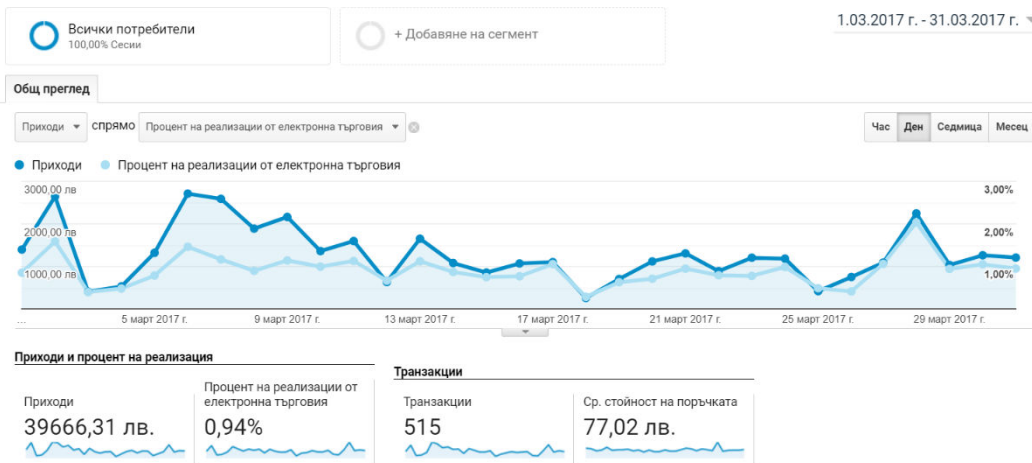 Всички потребители
100,00% Сесии
+ Добавяне на сегмент
1.03.2017 г. - 31.03.2017 г.
Общ преглед
Приходи спрямо Процент на реализации от електронна търговия
Час Ден Седмица Месец
Приходи Процент на реализации от електронна търговия
3000,00 лв 3,00%
2000,00 лв 2,00%
1000,00 лв 1,00%
... 5 март 2017 г. 9 март 2017 г. 13 март 2017 г. 17 март 2017 г. 21 март 2017 г. 25 март 2017 г. 29 март 2017 г.
Приходи и процент на реализация
Транзакции
Приходи
39666,31 лв.
Процент на реализации от
електронна търговия
0,94%
Транзакции
515
Ср. стойност на поръчката
77,02 лв.